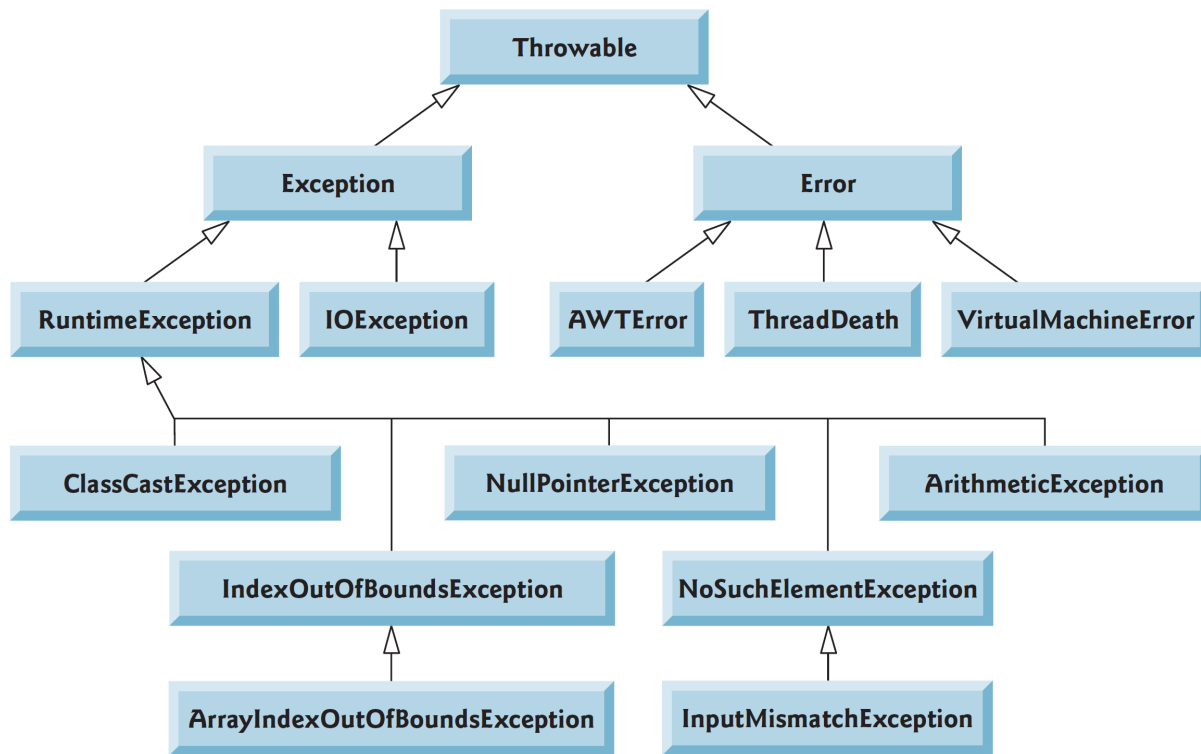 Throwable
Exception
Error
RuntimeException
IOException
AWTError
ThreadDeath
VirtualMachineError
ClassCastException
NullPointerException
ArithmeticException
IndexOutOfBoundsException
NoSuchElementException
ArrayIndexOutOfBoundsException
InputMismatchException